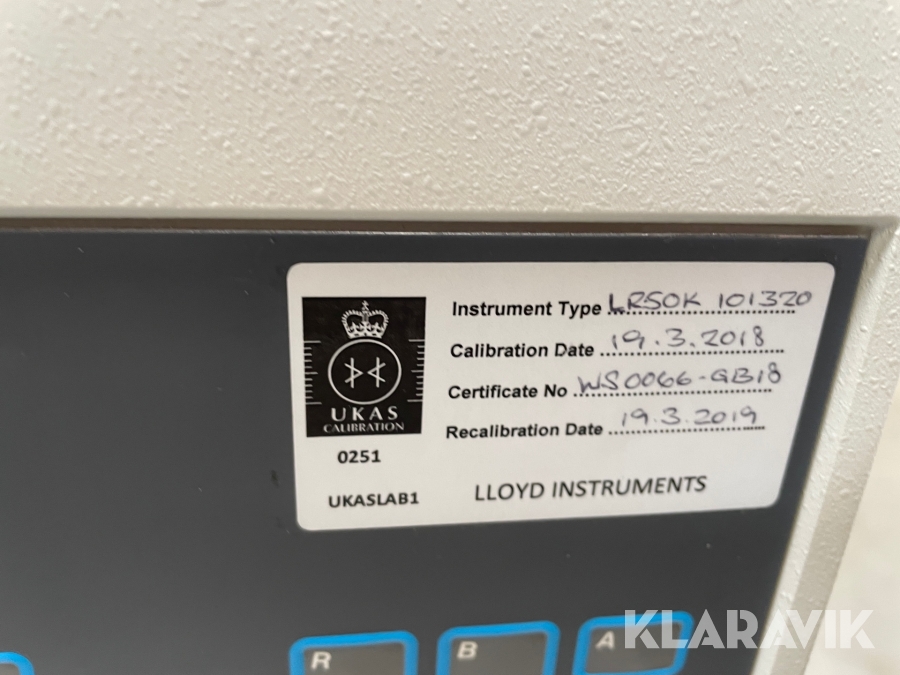 Instrument Type LR50K 101320
Calibration Date 19.3.2018
Certificate No WS0066-GB18
Recalibration Date 19.3.2019
UKAS
CALIBRATION
0251
UKASLAB1
LLOYD INSTRUMENTS
R
B
A
KLARAVIK